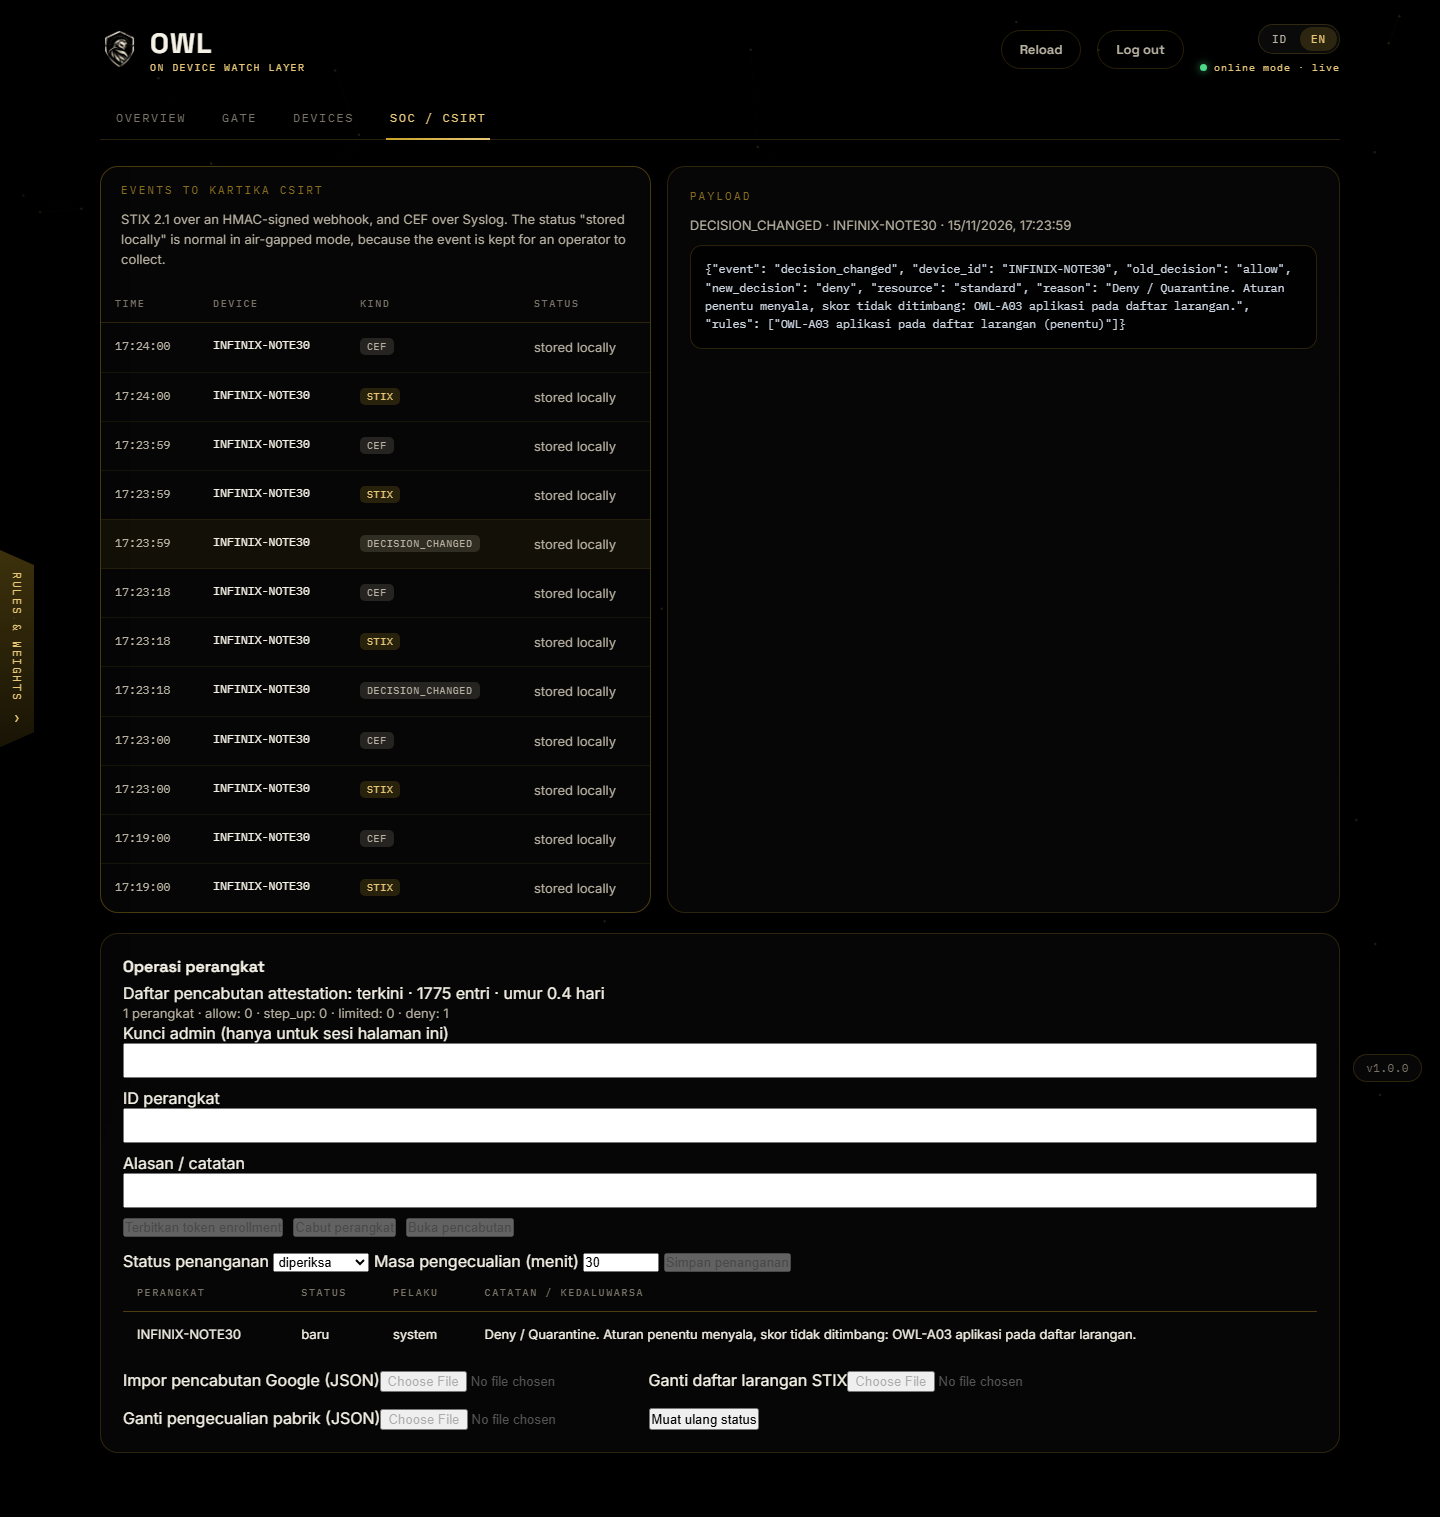 OWL
ON DEVICE WATCH LAYER
Reload
Log out
ID EN
online mode · live
OVERVIEW GATE DEVICES SOC / CSIRT
EVENTS TO KARTIKA CSIRT
STIX 2.1 over an HMAC-signed webhook, and CEF over Syslog. The status "stored
locally" is normal in air-gapped mode, because the event is kept for an operator to
collect.
TIME DEVICE KIND STATUS
17:24:00 INFINIX-NOTE30 CEF stored locally
17:24:00 INFINIX-NOTE30 STIX stored locally
17:23:59 INFINIX-NOTE30 CEF stored locally
17:23:59 INFINIX-NOTE30 STIX stored locally
17:23:59 INFINIX-NOTE30 DECISION_CHANGED stored locally
17:23:18 INFINIX-NOTE30 CEF stored locally
17:23:18 INFINIX-NOTE30 STIX stored locally
17:23:18 INFINIX-NOTE30 DECISION_CHANGED stored locally
17:23:00 INFINIX-NOTE30 CEF stored locally
17:23:00 INFINIX-NOTE30 STIX stored locally
17:19:00 INFINIX-NOTE30 CEF stored locally
17:19:00 INFINIX-NOTE30 STIX stored locally
PAYLOAD
DECISION_CHANGED · INFINIX-NOTE30 · 15/11/2026, 17:23:59
{"event": "decision_changed", "device_id": "INFINIX-NOTE30", "old_decision": "allow",
"new_decision": "deny", "resource": "standard", "reason": "Deny / Quarantine. Aturan
penentu menyala, skor tidak ditimbang: OWL-A03 aplikasi pada daftar larangan.",
"rules": ["OWL-A03 aplikasi pada daftar larangan (penentu)"]}
RULES & WEIGHTS ›
Operasi perangkat
Daftar pencabutan attestation: terkini · 1775 entri · umur 0.4 hari
1 perangkat · allow: 0 · step_up: 0 · limited: 0 · deny: 1
Kunci admin (hanya untuk sesi halaman ini)
ID perangkat
Alasan / catatan
Terbitkan token enrollment Cabut perangkat Buka pencabutan
Status penanganan diperiksa Masa pengecualian (menit) 30 Simpan penanganan
PERANGKAT STATUS PELAKU CATATAN / KEDALUWARSA
INFINIX-NOTE30 baru system Deny / Quarantine. Aturan penentu menyala, skor tidak ditimbang: OWL-A03 aplikasi pada daftar larangan.
Impor pencabutan Google (JSON) Choose File No file chosen Ganti daftar larangan STIX Choose File No file chosen
Ganti pengecualian pabrik (JSON) Choose File No file chosen Muat ulang status
v1.0.0